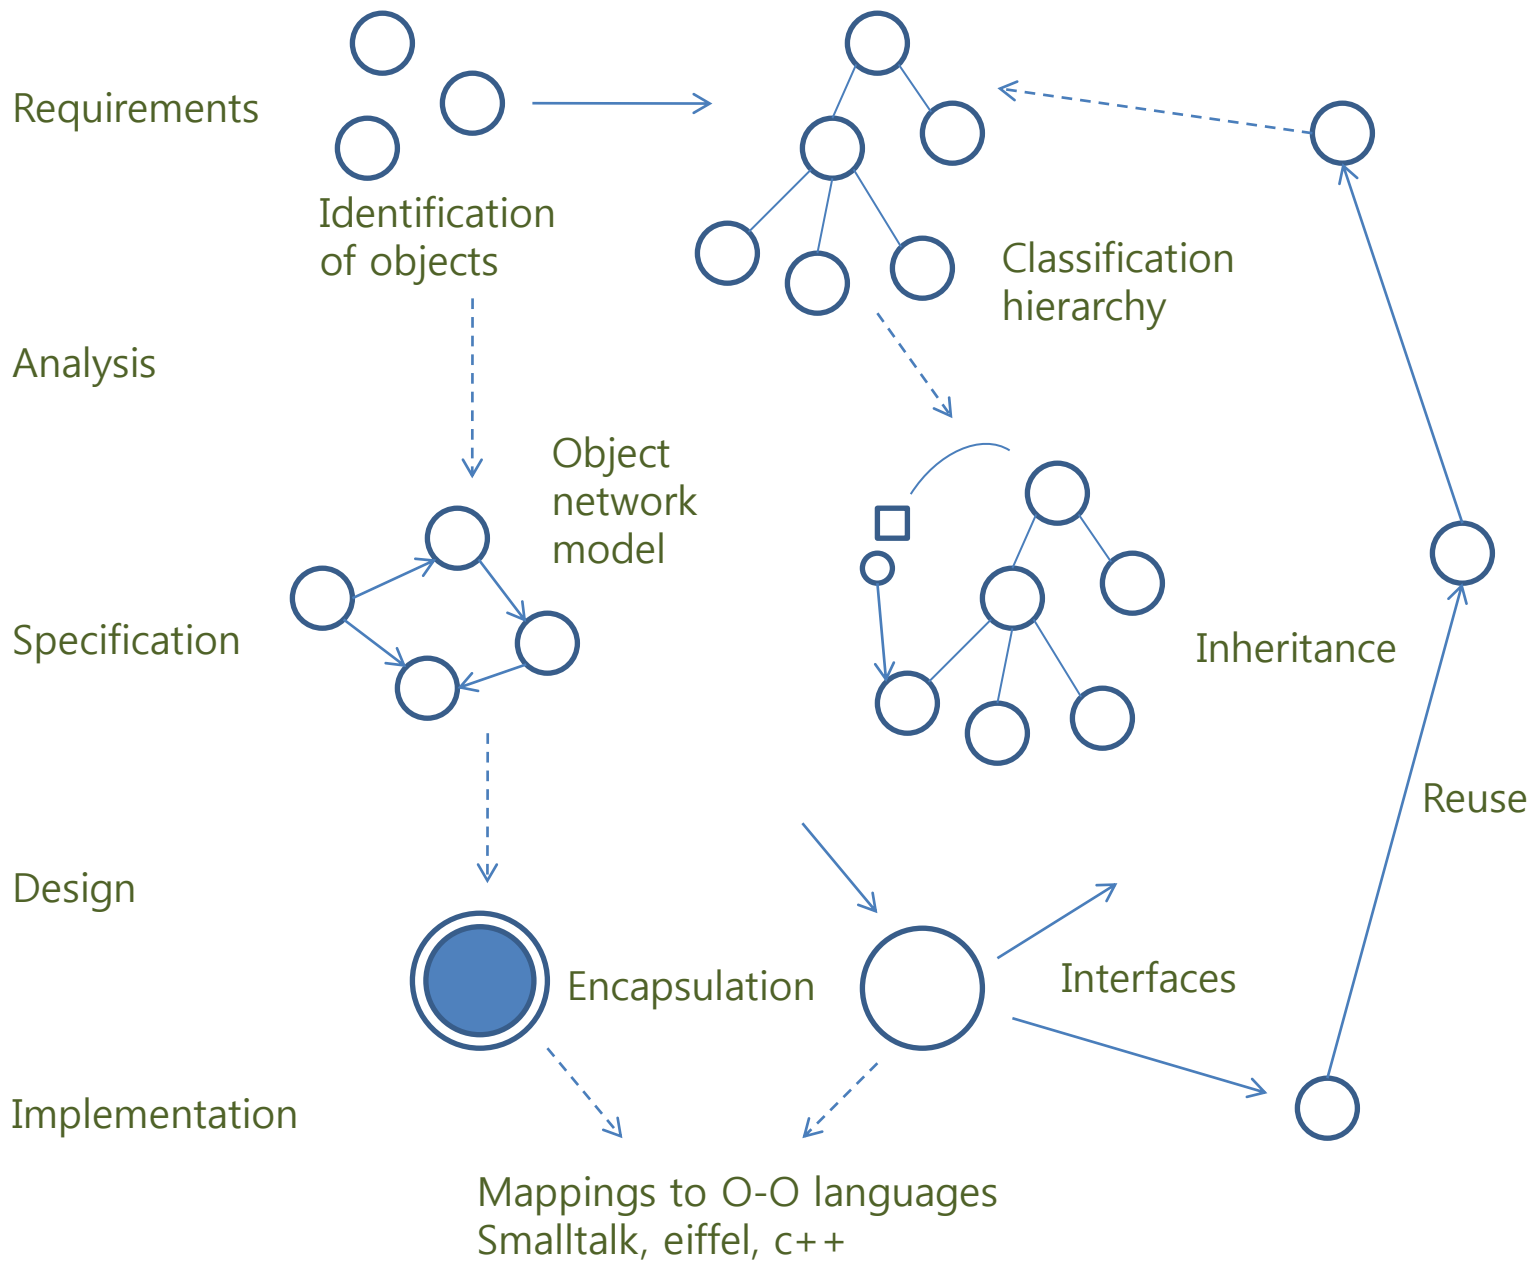 Requirements
Identification
of objects
Classification
hierarchy
Analysis
Object
network
model
Specification
Inheritance
Reuse
Design
Encapsulation
Interfaces
Implementation
Mappings to O-O languages
Smalltalk, eiffel, c++